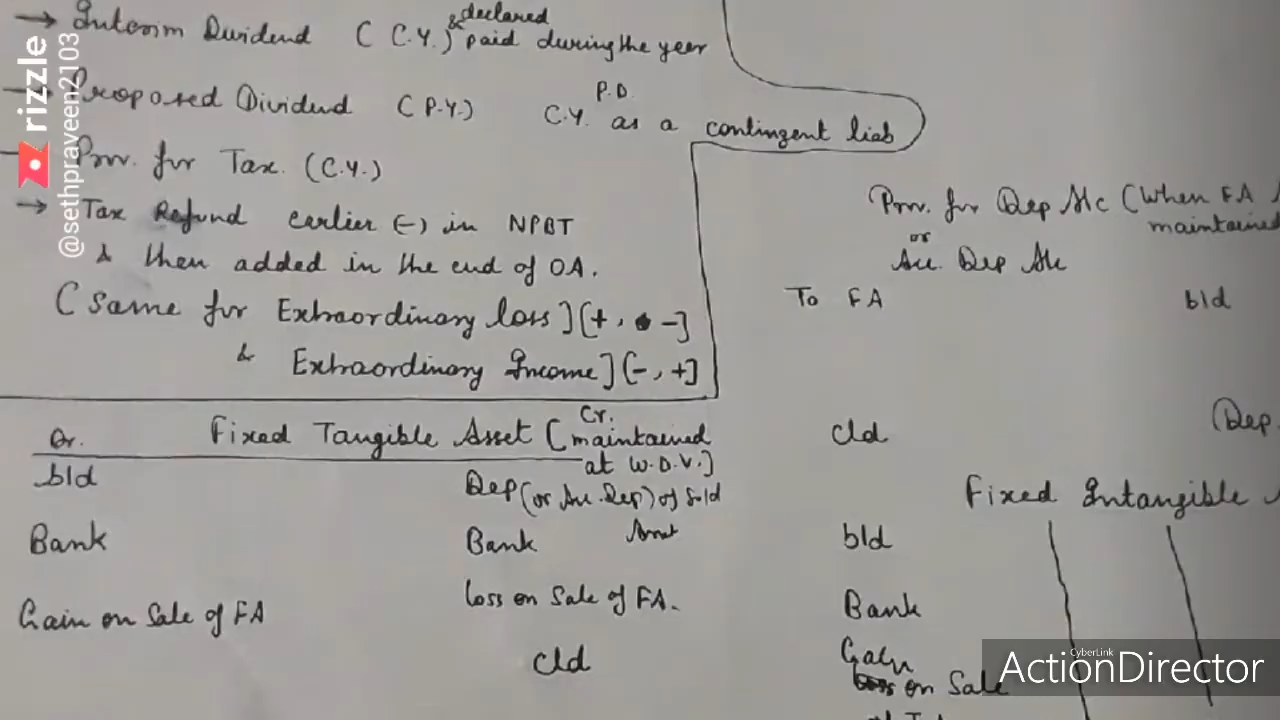 → Interim Dividend (C.Y.) & declared paid during the year
Proposed Dividend (P.Y.) P.D. C.Y. as a contingent liab
Prov. for Tax. (C.Y.)
→ Tax Refund earlier (-) in NPBT
& then added in the end of OA.
(Same for Extraordinary loss] [+, -]
& Extraordinary Income] (-, +]
Prov. for Dep A/c (When FA
maintained
or
Acc. Dep A/c
To FA bld
cld
(Dep.
Dr. Fixed Tangible Asset [maintained Cr.
at W.D.V.]
bld Dep (or Acc. Dep) of Sold
Asset
Bank Bank
Gain on Sale of FA loss on Sale of FA.
cld
Fixed Intangible
bld
Bank
Gain
on Sale
rizzle
@sethpraveen2103
CyberLink
ActionDirector